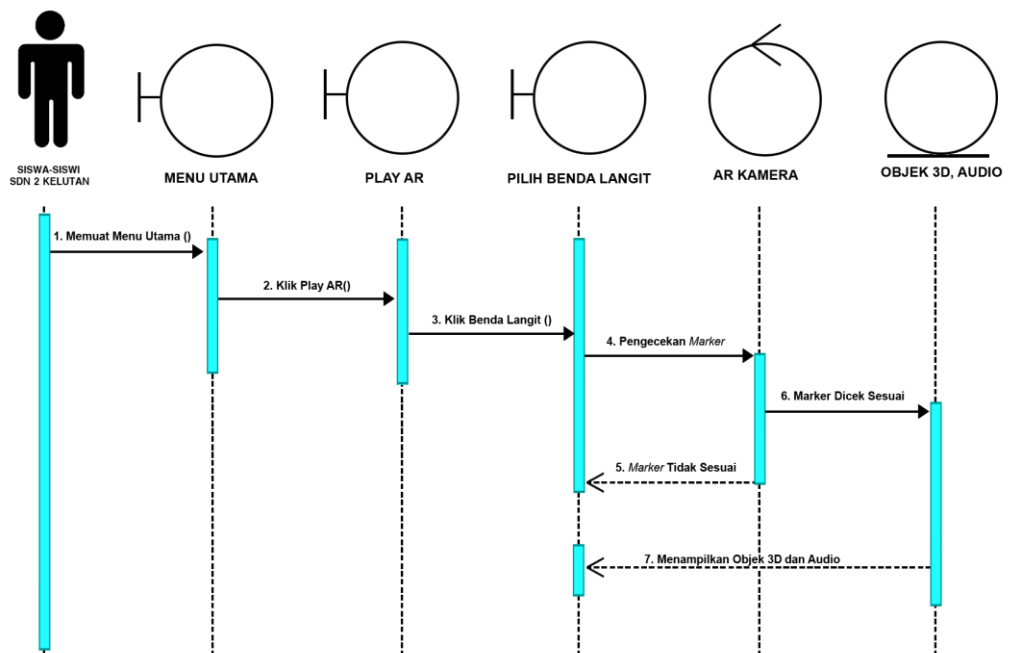 SISWA-SISWI
SDN 2 KELUTAN
MENU UTAMA
PLAY AR
PILIH BENDA LANGIT
AR KAMERA
OBJEK 3D, AUDIO
1. Memuat Menu Utama ()
2. Klik Play AR()
3. Klik Benda Langit ()
4. Pengecekan Marker
6. Marker Dicek Sesuai
5. Marker Tidak Sesuai
7. Menampilkan Objek 3D dan Audio